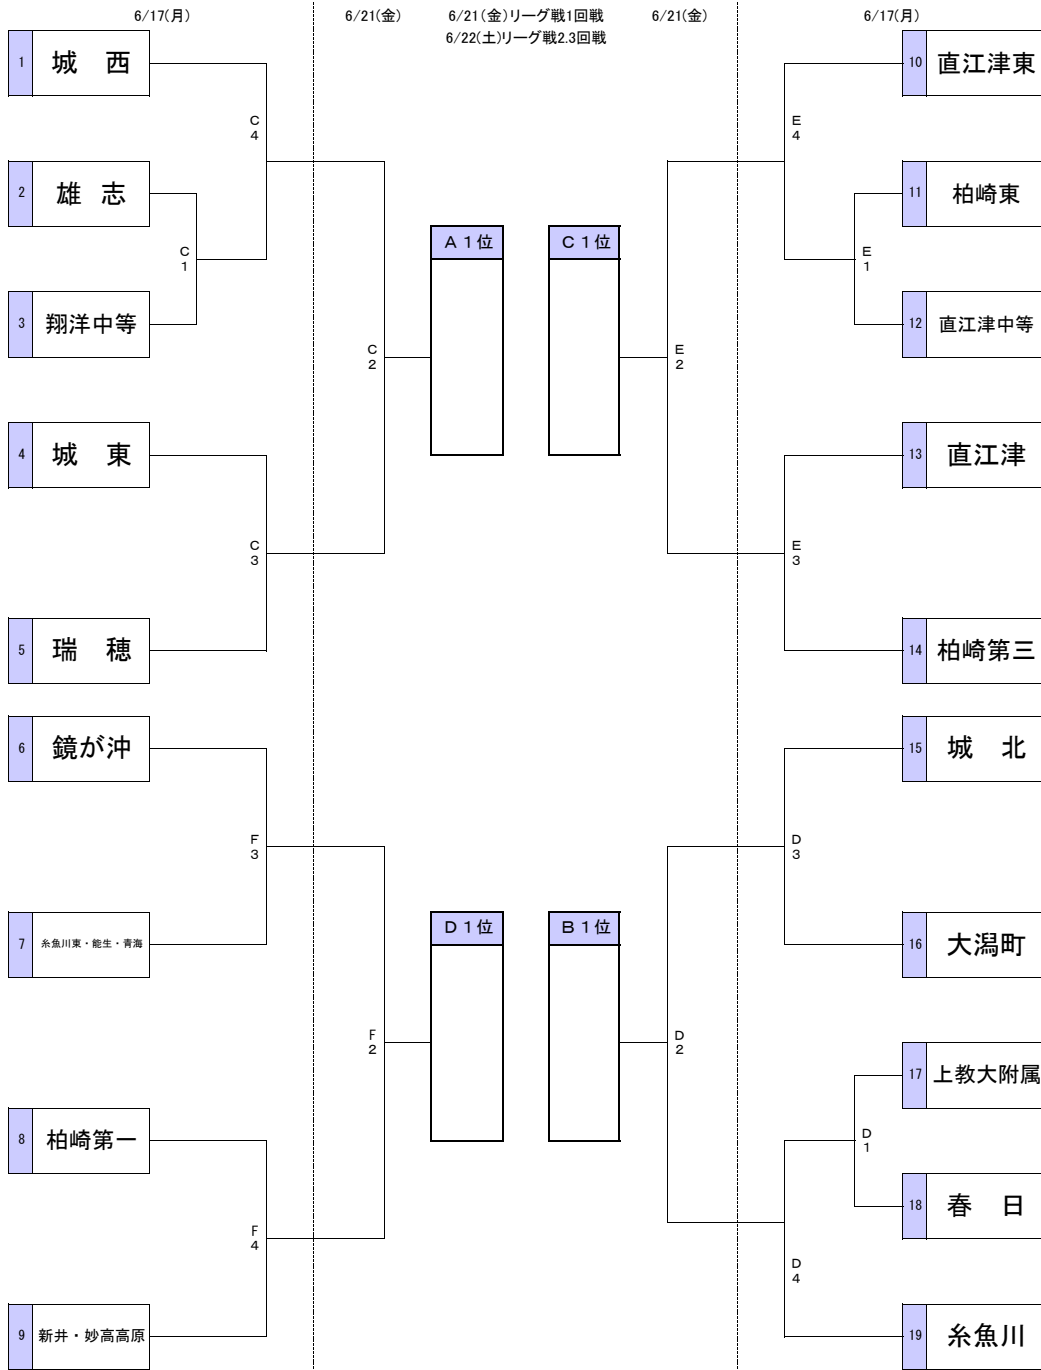 6/17(月)
6/21(金)
6/21(金)リーグ戦1回戦
6/22(土)リーグ戦2.3回戦
6/21(金)
6/17(月)
1 城　西
C
4
2 雄 志
C
1
3 翔洋中等
C
2
4 城　東
C
3
5 瑞　穂
6 鏡が沖
F
3
7 糸魚川東・能生・青海
F
2
8 柏崎第一
F
4
9 新井・妙高高原
A１位
C１位
D１位
B１位
10 直江津東
E
4
11 柏崎東
E
1
12 直江津中等
E
2
13 直江津
E
3
14 柏崎第三
15 城　北
D
3
16 大潟町
D
2
17 上教大附属
D
1
18 春　日
D
4
19 糸魚川